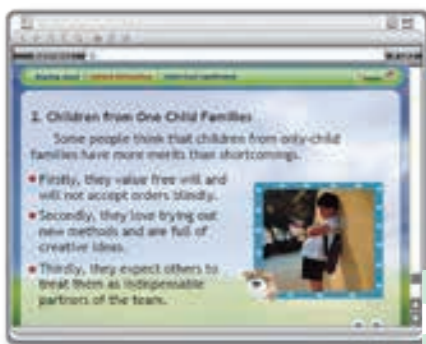 2. Children from One Child Families
Some people think that children from only-child
families have more merits than shortcomings.
Firstly, they value free will and
will not accept orders blindly.
Secondly, they love trying out
new methods and are full of
creative ideas.
Thirdly, they expect others to
treat them as indispensable
partners of the team.